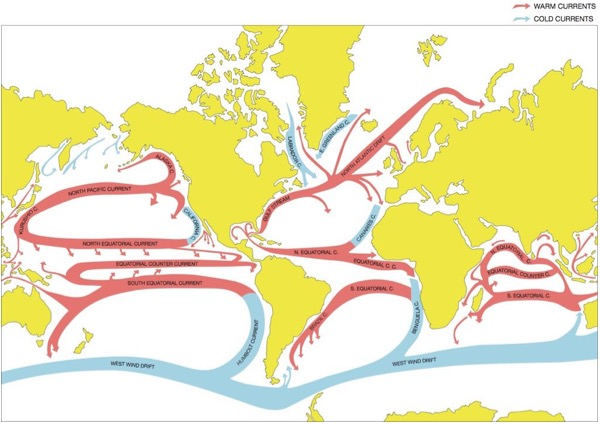 WARM CURRENTS
COLD CURRENTS
E. GREENLAND C.
LABRADOR C.
NORTH ATLANTIC DRIFT
ALASKA C.
NORTH PACIFIC CURRENT
KUROSIWO C.
CALIFORNIA
GULF STREAM
CANARIES C.
NORTH EQUATORIAL CURRENT
EQUATORIAL COUNTER CURRENT
SOUTH EQUATORIAL CURRENT
N. EQUATORIAL C.
EQUATORIAL C. C.
S. EQUATORIAL C.
N. EQUATORIAL C.
EQUATORIAL COUNTER C.
S. EQUATORIAL C.
HUMBOLT CURRENT
BRAZIL C.
BENGUELA C.
WEST WIND DRIFT
WEST WIND DRIFT